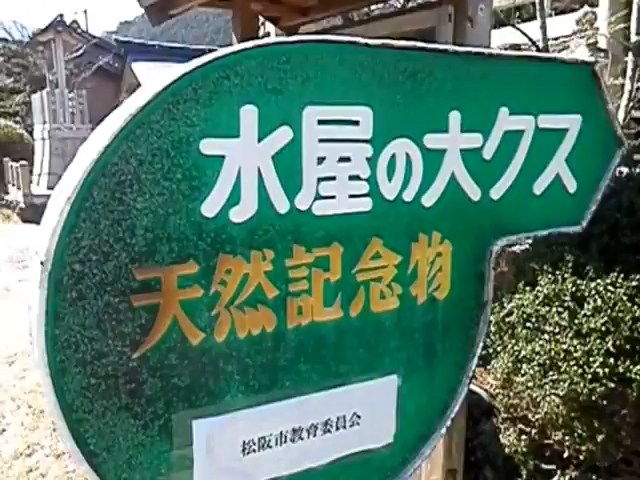 水屋の大クス
天然記念物
松阪市教育委員会